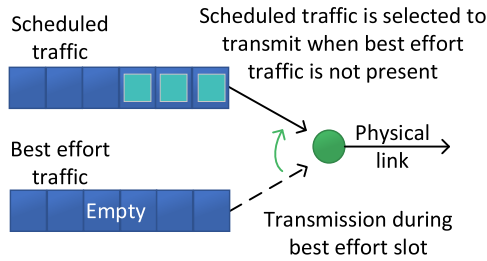 Scheduled
traffic
Scheduled traffic is selected to
transmit when best effort
traffic is not present
Physical
link
Best effort
traffic
Empty
Transmission during
best effort slot